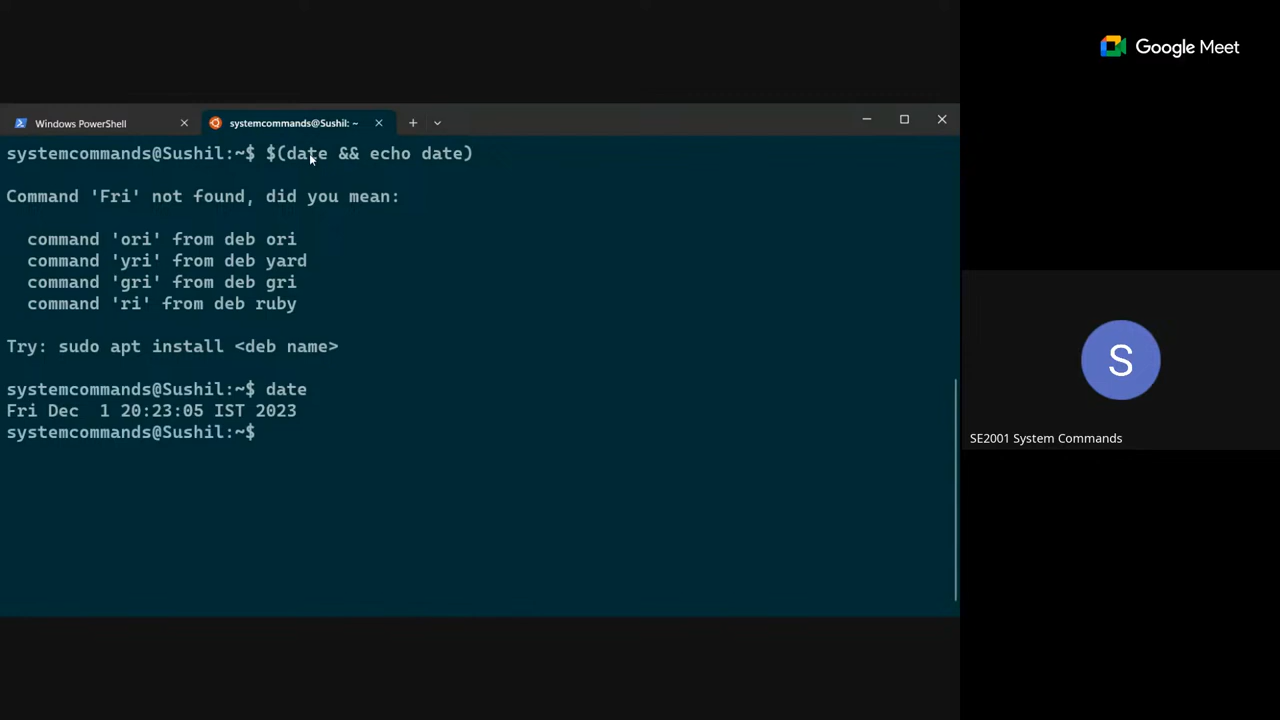 Google Meet
Windows PowerShell
systemcommands@Sushil: ~
systemcommands@Sushil:~$ $(date && echo date)
Command 'Fri' not found, did you mean:
command 'ori' from deb ori
command 'yri' from deb yard
command 'gri' from deb gri
command 'ri' from deb ruby
Try: sudo apt install <deb name>
systemcommands@Sushil:~$ date
Fri Dec  1 20:23:05 IST 2023
systemcommands@Sushil:~$
S
SE2001 System Commands